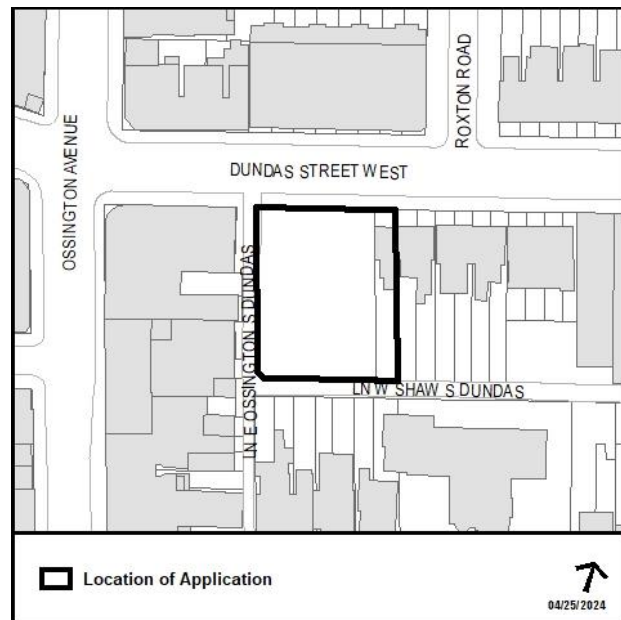 ROXTON ROAD
OSSINGTON AVENUE
DUNDAS STREET WEST
LN E OSSINGTON S DUNDAS
LN W SHAW S DUNDAS
Location of Application
04/25/2024